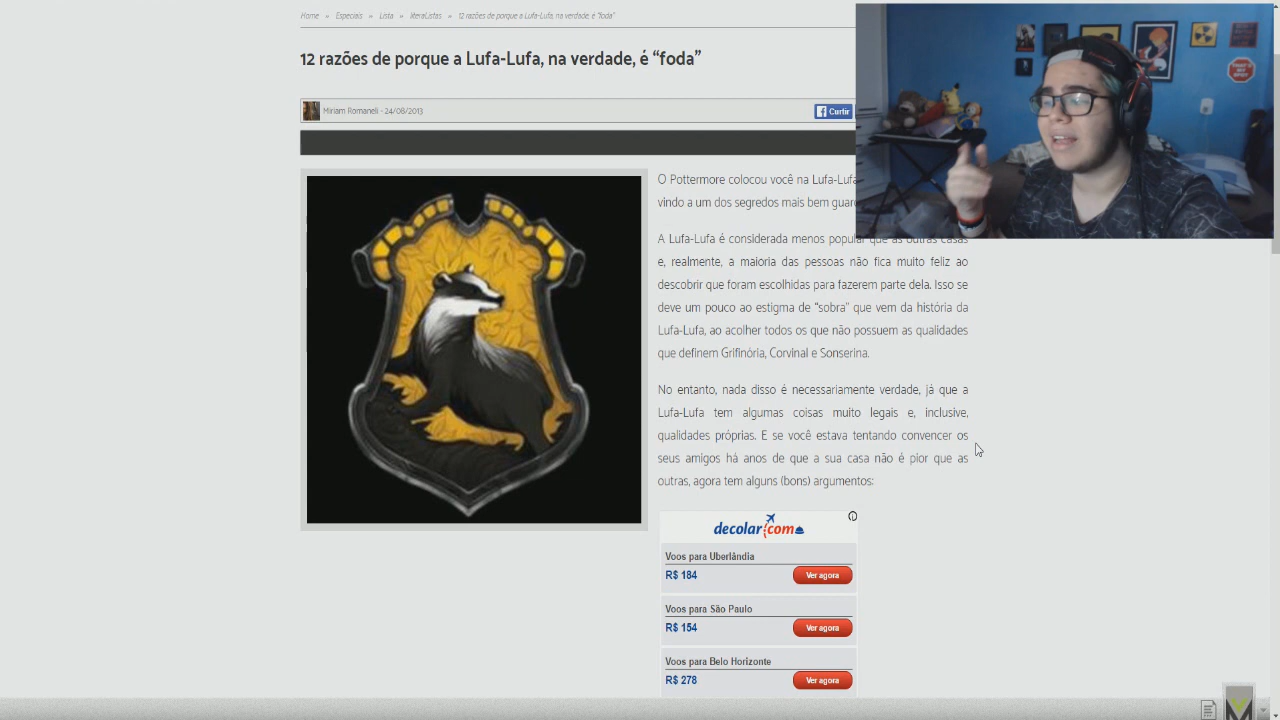 Home » Especiais » Lista » literaListas » 12 razões de porque a Lufa-Lufa, na verdade, é "foda"
12 razões de porque a Lufa-Lufa, na verdade, é “foda”
Miriam Romanelli - 24/08/2013
Curtir
O Pottermore colocou você na Lufa-Lufa
vindo a um dos segredos mais bem
A Lufa-Lufa é considerada menos popular que as outras casas
e, realmente, a maioria das pessoas não fica muito feliz ao
descobrir que foram escolhidas para fazerem parte dela. Isso se
deve um pouco ao estigma de “sobra” que vem da história da
Lufa-Lufa, ao acolher todos os que não possuem as qualidades
que definem Grifinória, Corvinal e Sonserina.
No entanto, nada disso é necessariamente verdade, já que a
Lufa-Lufa tem algumas coisas muito legais e, inclusive,
qualidades próprias. E se você estava tentando convencer os
seus amigos há anos de que a sua casa não é pior que as
outras, agora tem alguns (bons) argumentos:
decolar.com
Voos para Uberlândia
R$ 184 Ver agora
Voos para São Paulo
R$ 154 Ver agora
Voos para Belo Horizonte
R$ 278 Ver agora